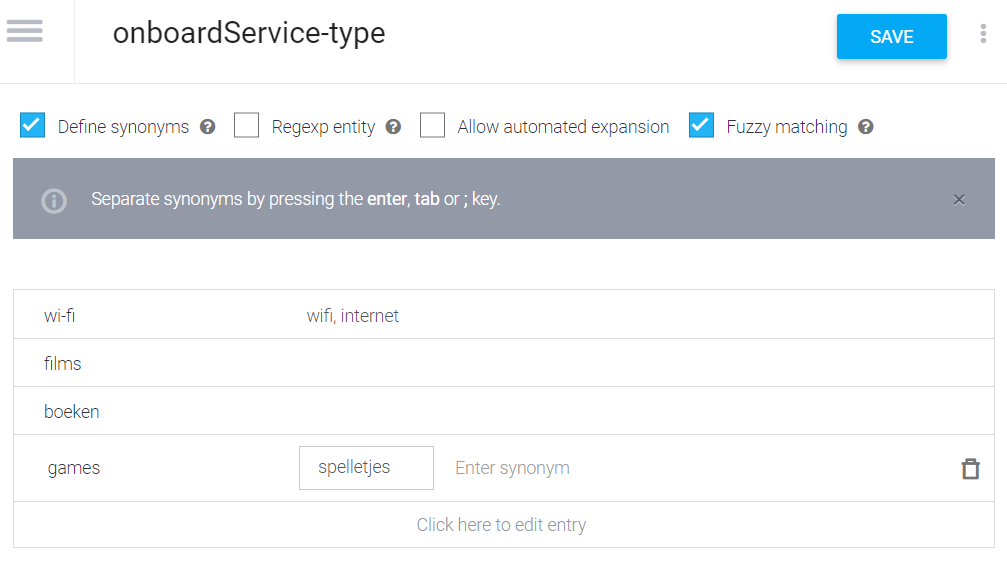 onboardService-type
SAVE
Define synonyms ? Regexp entity ? Allow automated expansion Fuzzy matching ?
Separate synonyms by pressing the enter, tab or ; key.
wi-fi wifi, internet
films
boeken
games spelletjes Enter synonym
Click here to edit entry